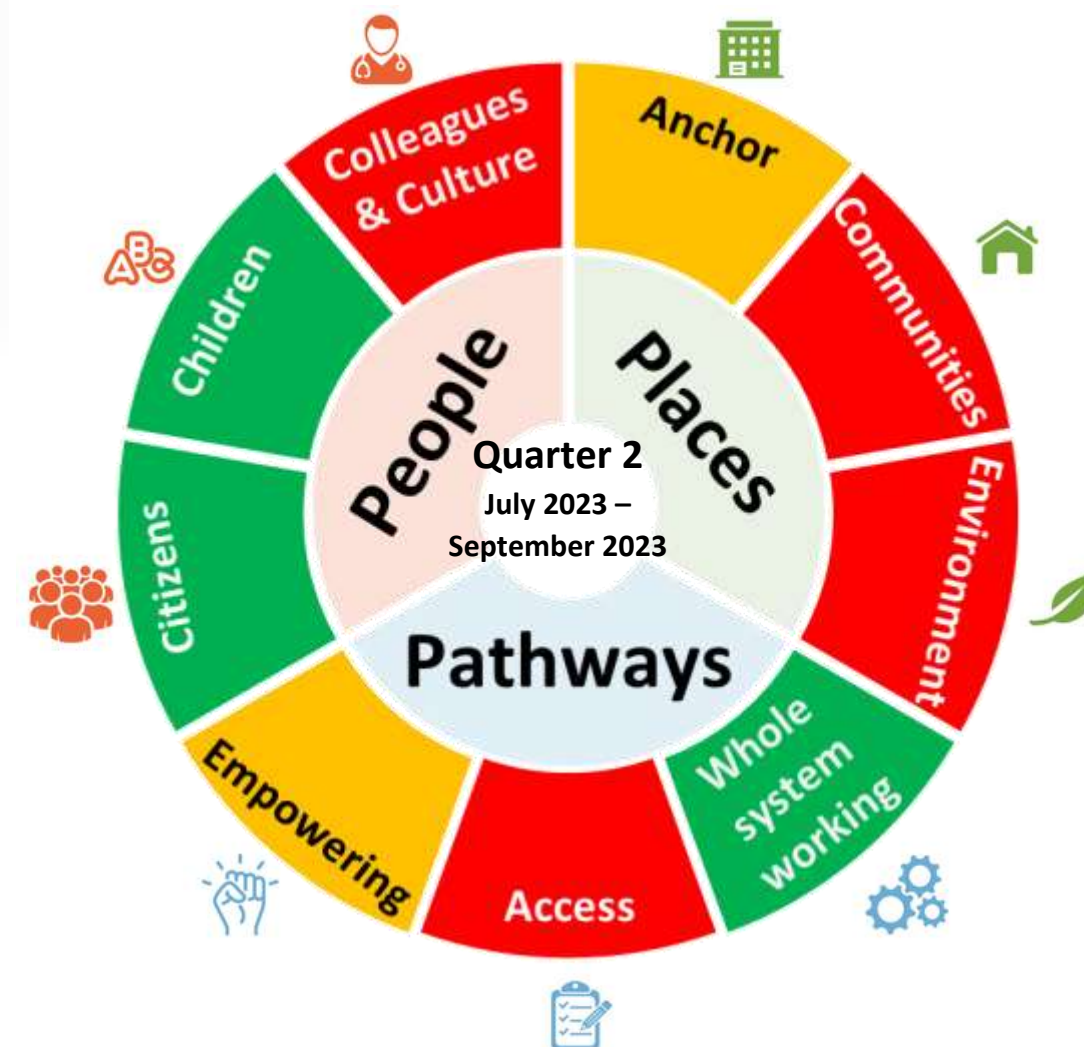 Colleagues
& Culture
Anchor
Communities
Environment
Whole
system
working
Access
Empowering
Citizens
Children
ABC
People
Places
Pathways
Quarter 2
July 2023 –
September 2023